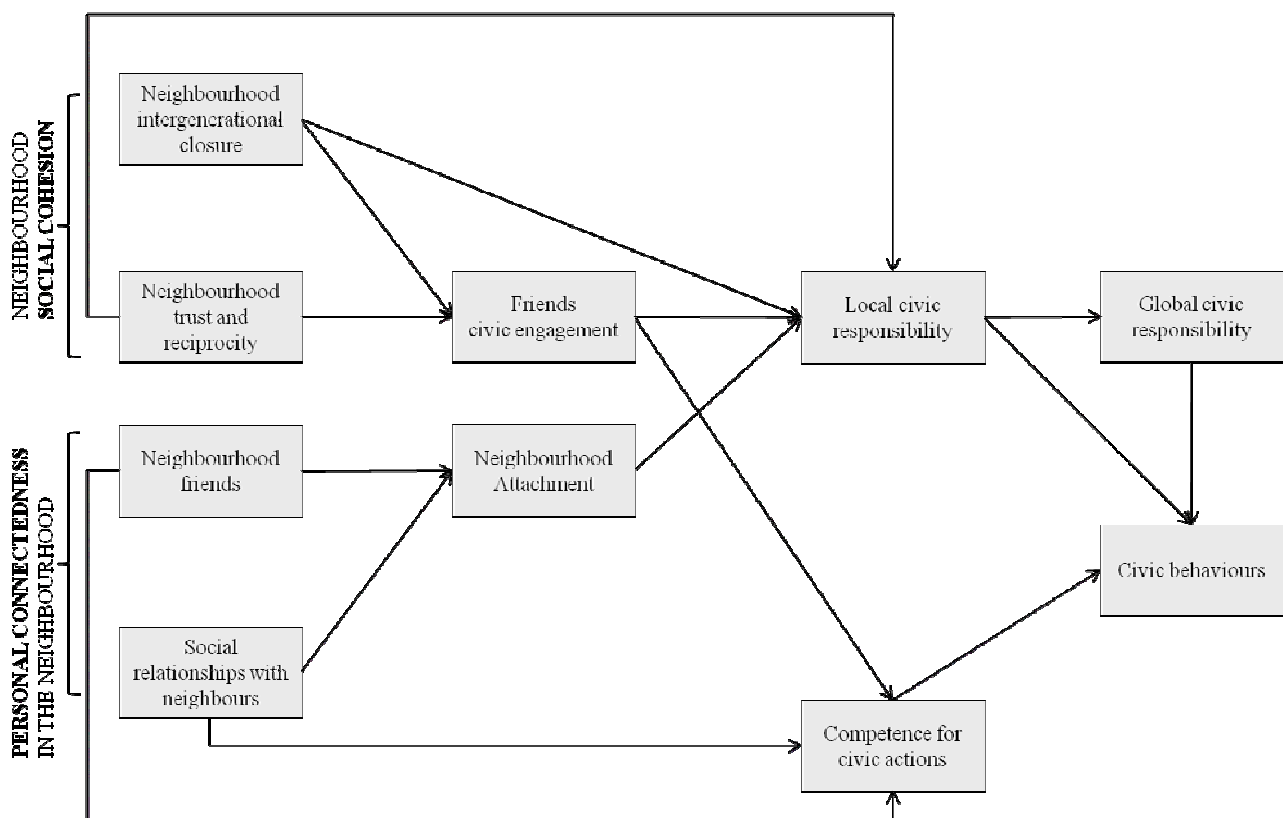 NEIGHBOURHOOD
SOCIAL COHESION
Neighbourhood
intergenerational
closure
Neighbourhood
trust and
reciprocity
Friends
civic engagement
Local civic
responsibility
Global civic
responsibility
PERSONAL CONNECTEDNESS
IN THE NEIGHBOURHOOD
Neighbourhood
friends
Neighbourhood
Attachment
Civic behaviours
Social
relationships with
neighbours
Competence for
civic actions